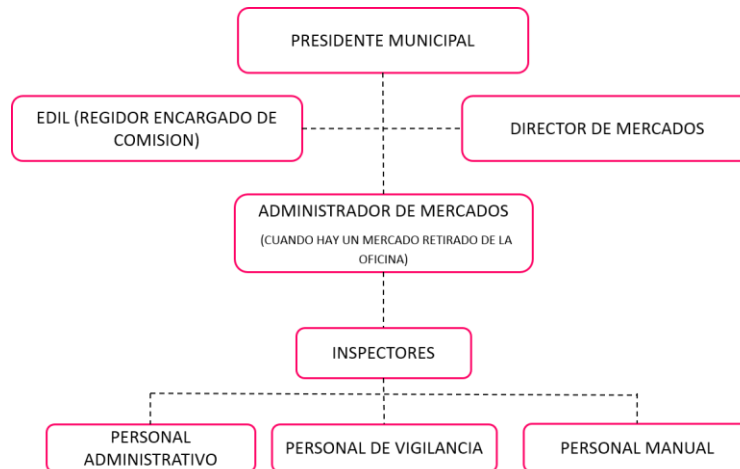 PRESIDENTE MUNICIPAL
EDIL (REGIDOR ENCARGADO DE
COMISION)
DIRECTOR DE MERCADOS
ADMINISTRADOR DE MERCADOS
(CUANDO HAY UN MERCADO RETIRADO DE LA
OFICINA)
INSPECTORES
PERSONAL
ADMINISTRATIVO
PERSONAL DE VIGILANCIA
PERSONAL MANUAL